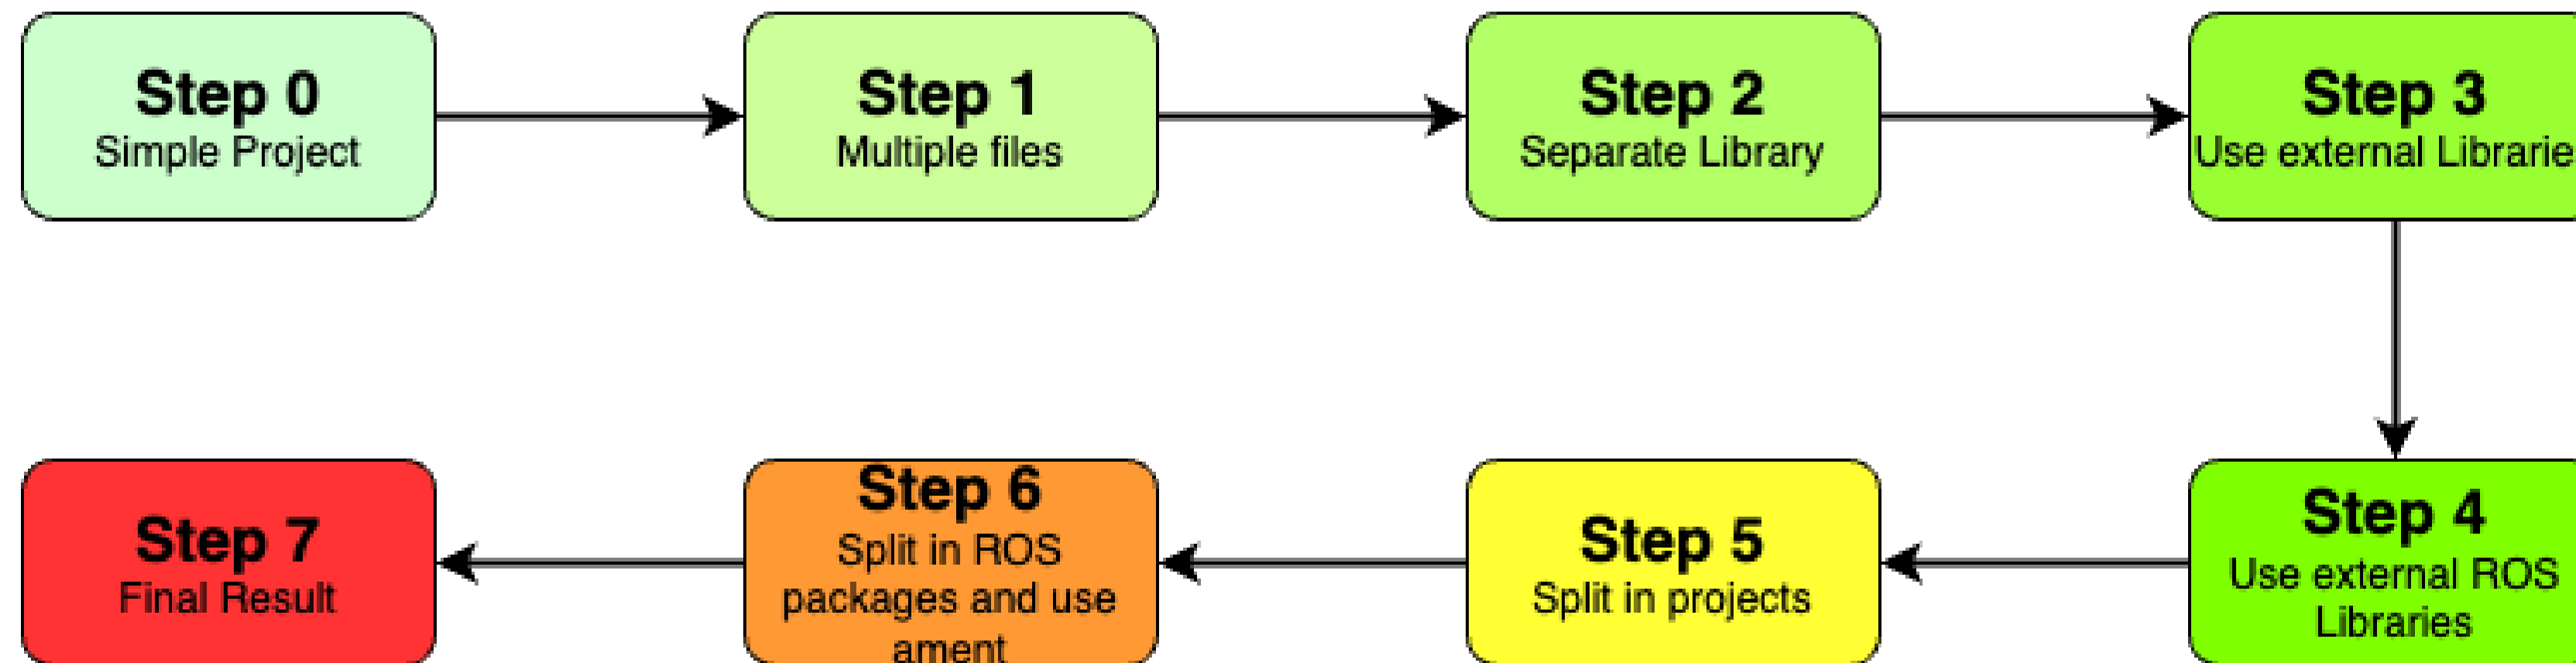 Step 0
Simple Project
Step 1
Multiple files
Step 2
Separate Library
Step 3
Use external Librarie
Step 4
Use external ROS
Libraries
Step 5
Split in projects
Step 6
Split in ROS
packages and use
ament
Step 7
Final Result